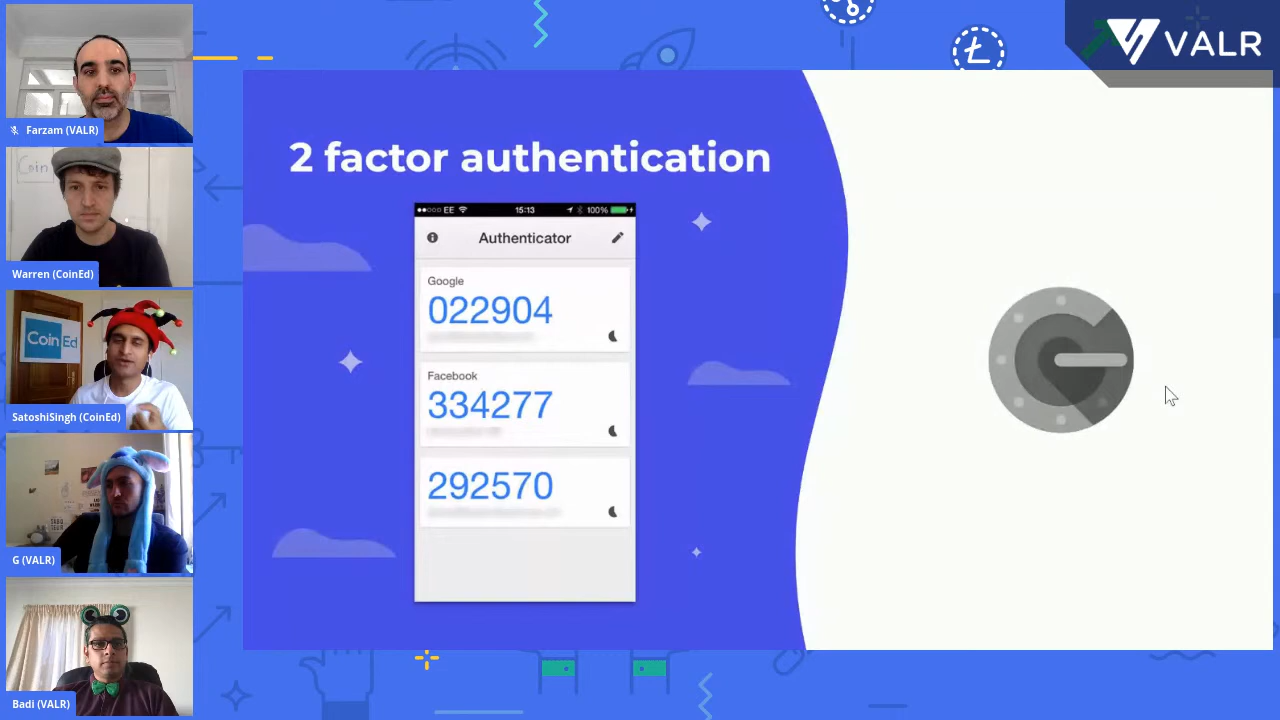 VALR
Farzam (VALR)
Coin
Warren (CoinEd)
CoinEd
SatoshiSingh (CoinEd)
G (VALR)
Badi (VALR)
2 factor authentication
EE
15:13
100%
Authenticator
Google
022904
Facebook
334277
292570